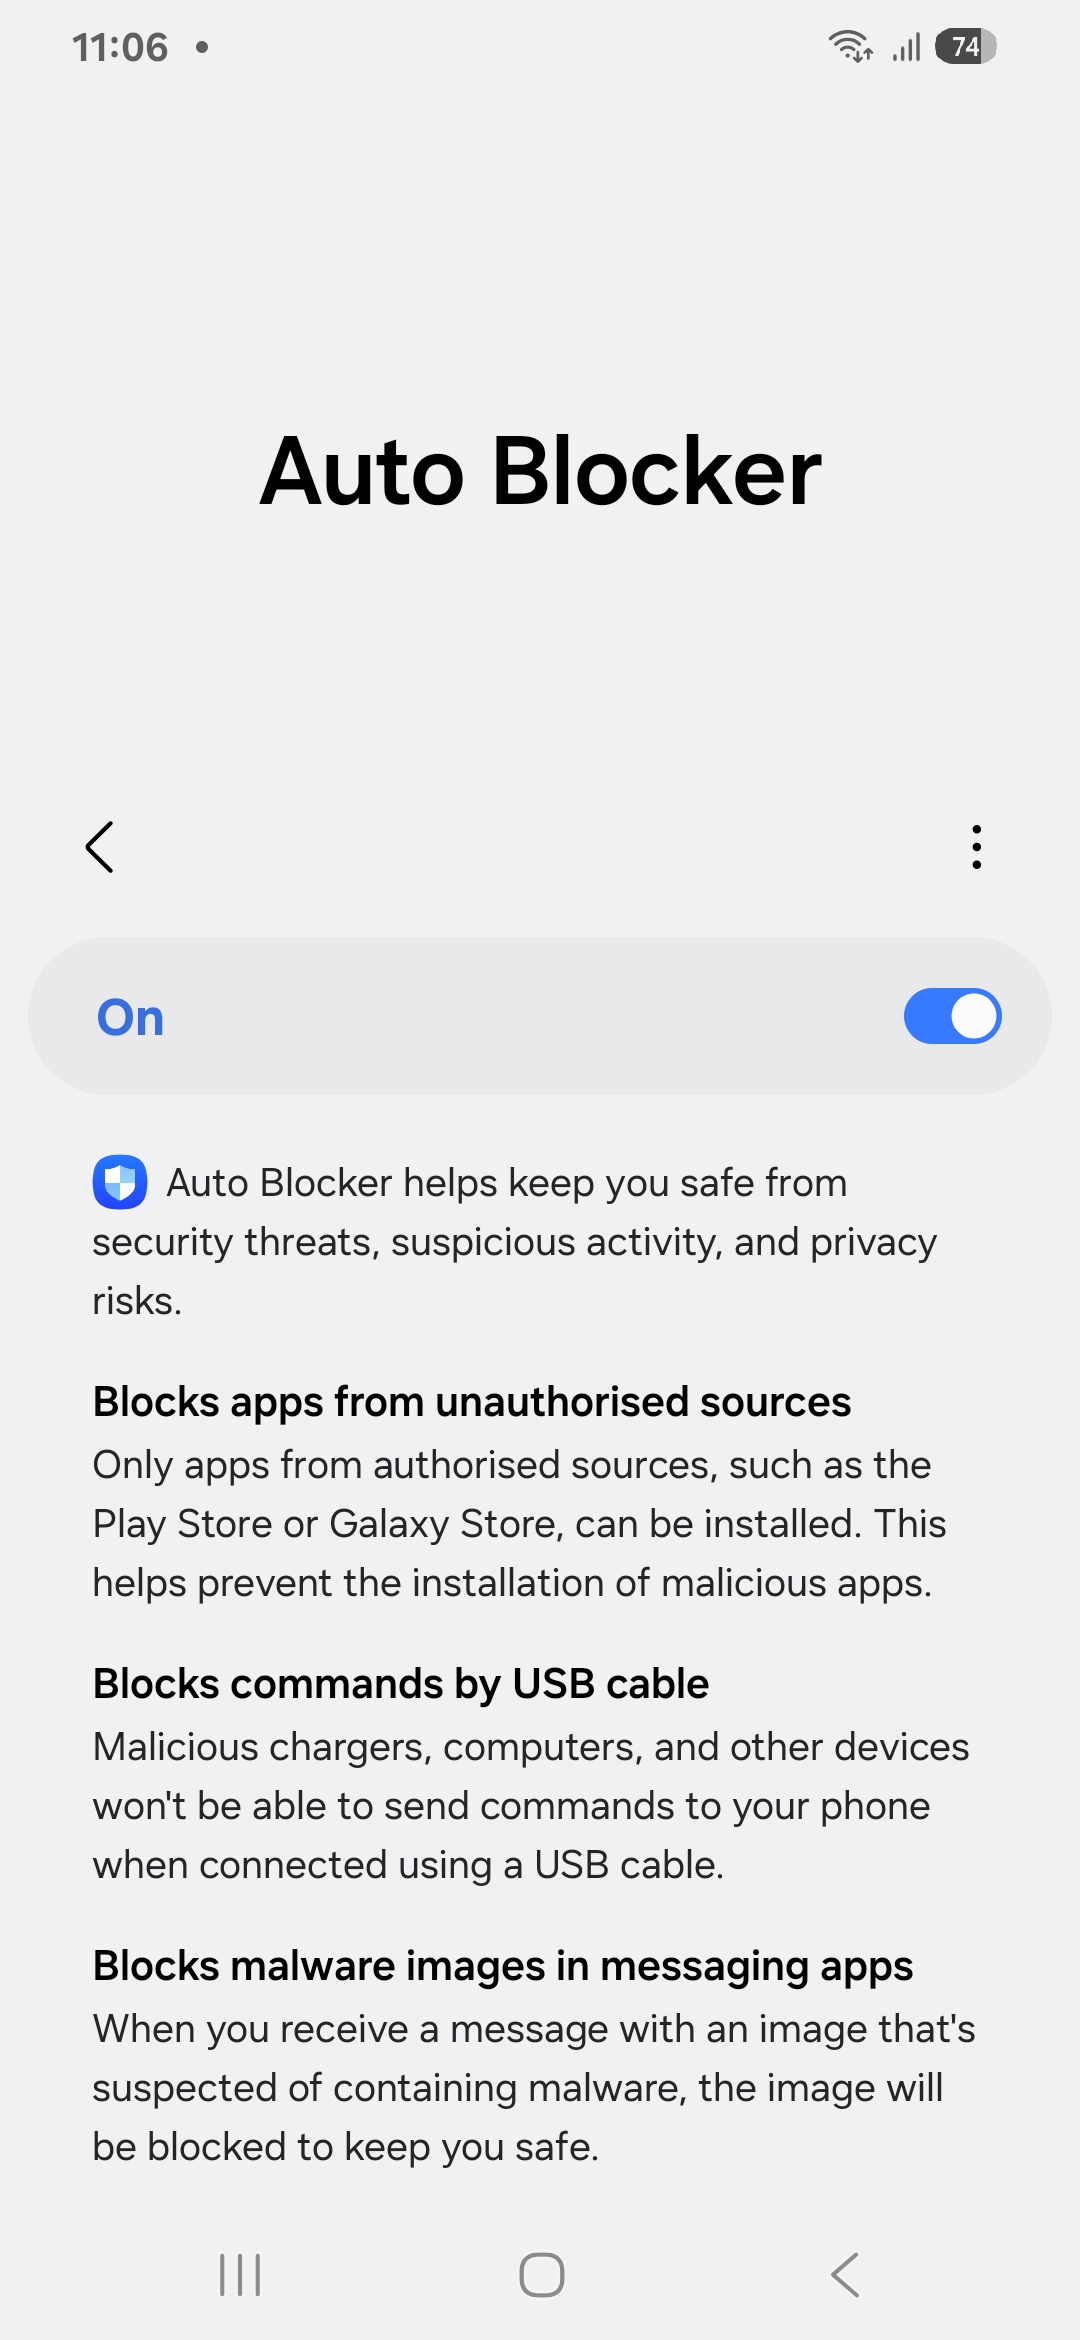 11:06
74
Auto Blocker
On
Auto Blocker helps keep you safe from
security threats, suspicious activity, and privacy
risks.
Blocks apps from unauthorised sources
Only apps from authorised sources, such as the
Play Store or Galaxy Store, can be installed. This
helps prevent the installation of malicious apps.
Blocks commands by USB cable
Malicious chargers, computers, and other devices
won't be able to send commands to your phone
when connected using a USB cable.
Blocks malware images in messaging apps
When you receive a message with an image that's
suspected of containing malware, the image will
be blocked to keep you safe.